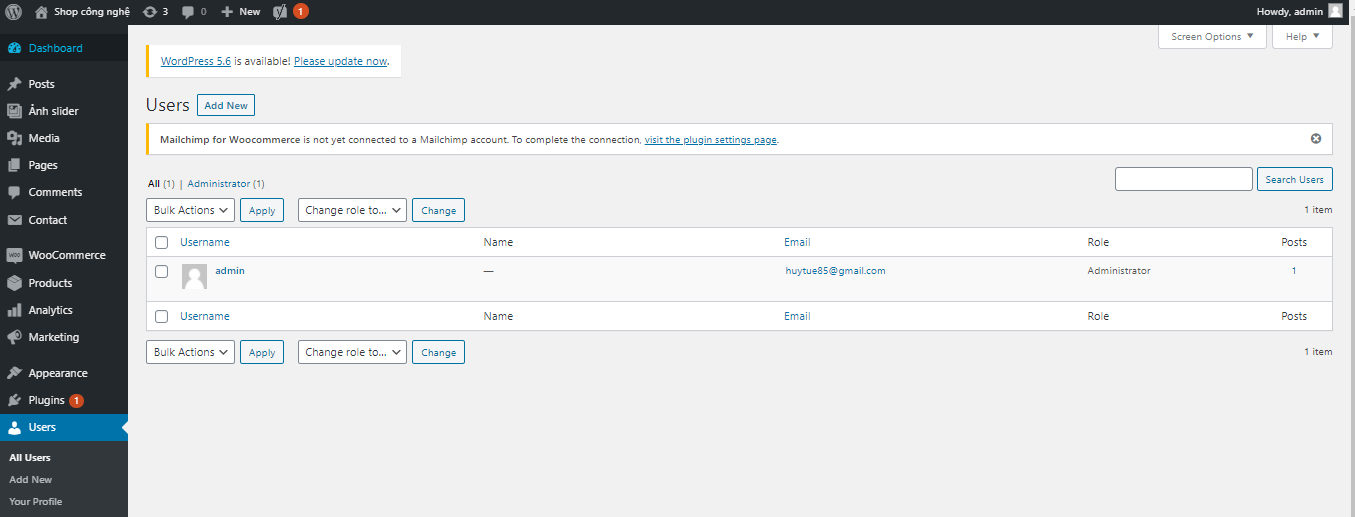 Shop công nghệ 3 0 New 1 Howdy, admin
Dashboard
Posts
Ảnh slider
Media
Pages
Comments
Contact
WooCommerce
Products
Analytics
Marketing
Appearance
Plugins 1
Users
All Users
Add New
Your Profile
Screen Options Help
WordPress 5.6 is available! Please update now.
Users Add New
Mailchimp for Woocommerce is not yet connected to a Mailchimp account. To complete the connection, visit the plugin settings page.
All (1) | Administrator (1) Search Users
Bulk Actions Apply Change role to... Change 1 item
Username Name Email Role Posts
admin — huytue85@gmail.com Administrator 1
Username Name Email Role Posts
Bulk Actions Apply Change role to... Change 1 item